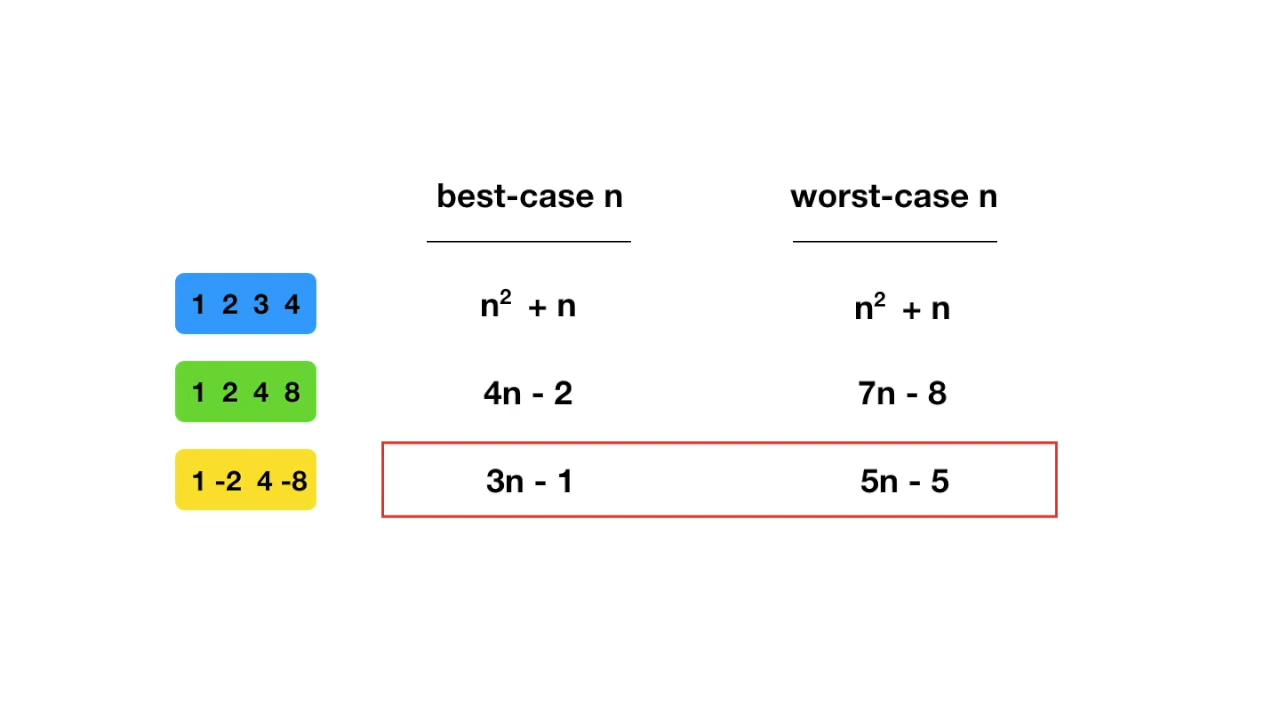 best-case n worst-case n
1 2 3 4 n² + n n² + n
1 2 4 8 4n - 2 7n - 8
1 -2 4 -8 3n - 1 5n - 5